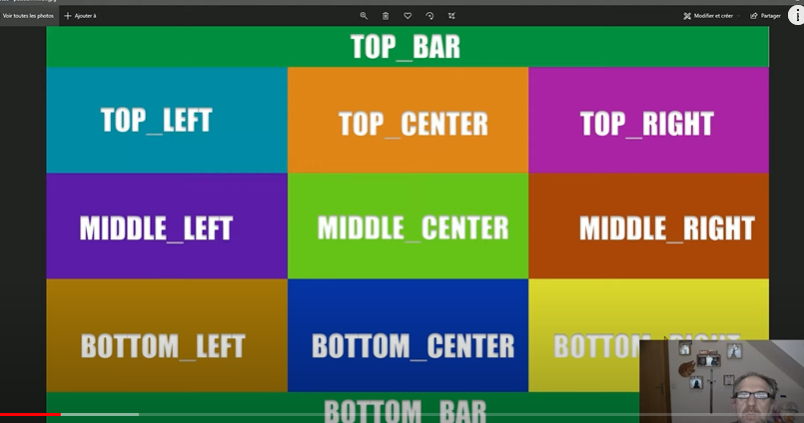 Voir toutes les photos
Ajouter à
Modifier et créer
Partager
TOP_BAR
TOP_LEFT
TOP_CENTER
TOP_RIGHT
MIDDLE_LEFT
MIDDLE_CENTER
MIDDLE_RIGHT
BOTTOM_LEFT
BOTTOM_CENTER
BOTTOM_RIGHT
BOTTOM_BAR